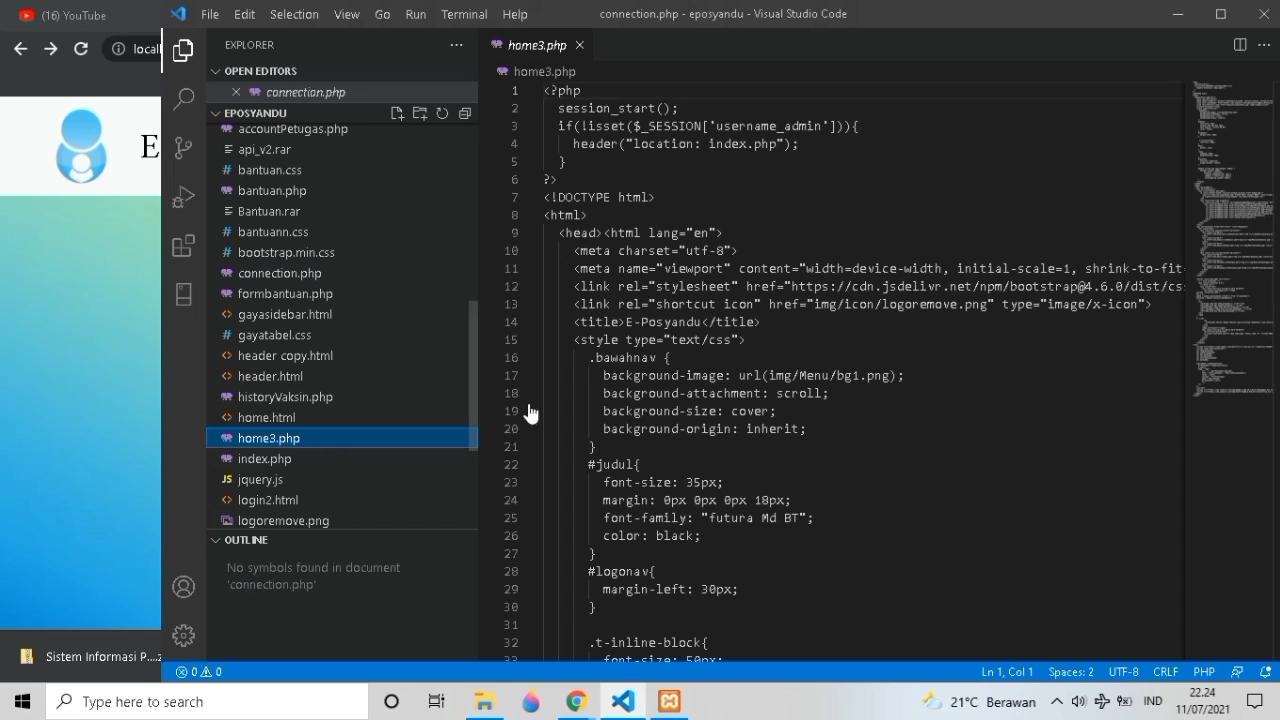 (16) YouTube
File Edit Selection View Go Run Terminal Help
connection.php - eposyandu - Visual Studio Code
E
EXPLORER
OPEN EDITORS
connection.php
EPOSYANDU
accountPetugas.php
api_v2.rar
bantuan.css
bantuan.php
Bantuan.rar
bantuann.css
bootstrap.min.css
connection.php
formbantuan.php
gayasidebar.html
gayatabel.css
header copy.html
header.html
historyVaksin.php
home.html
home3.php
index.php
JS jquery.js
login2.html
logoremove.png
OUTLINE
No symbols found in document
'connection.php'
home3.php
home3.php
1 <?php
2 session_start();
3 if(!isset($_SESSION['username_admin'])){
4 header("location: index.php");
5 }
6 ?>
7 <!DOCTYPE html>
8 <html>
9 <head><html lang="en">
10 <meta charset="utf-8">
11 <meta name="viewport" content="width=device-width, initial-scale=1, shrink-to-fit
12 <link rel="stylesheet" href="https://cdn.jsdelivr.net/npm/bootstrap@4.6.0/dist/css
13 <link rel="shortcut icon" href="img/icon/logoremove.png" type="image/x-icon">
14 <title>E-Posyandu</title>
15 <style type="text/css">
16 .bawahnav {
17 background-image: url(img/Menu/bg1.png);
18 background-attachment: scroll;
19 background-size: cover;
20 background-origin: inherit;
21 }
22 #judul{
23 font-size: 35px;
24 margin: 0px 0px 0px 18px;
25 font-family: "futura Md BT";
26 color: black;
27 }
28 #logonav{
29 margin-left: 30px;
30 }
31
32 .t-inline-block{
33 font-size: 50px;
Sistem Informasi P....z
0 0
Ln 1, Col 1 Spaces: 2 UTF-8 CRLF PHP
Type here to search
21°C Berawan
IND
22.24
11/07/2021